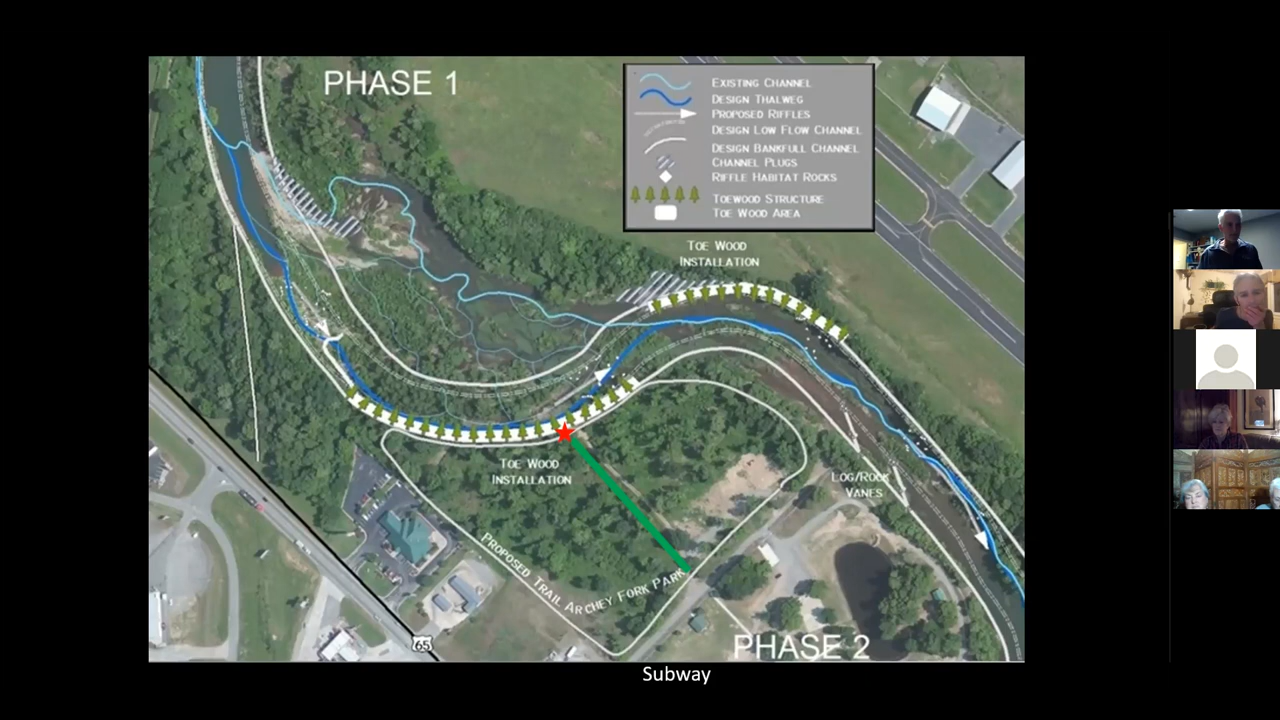 PHASE 1
EXISTING CHANNEL
DESIGN THALWEG
PROPOSED RIFFLES
DESIGN LOW FLOW CHANNEL
DESIGN BANKFULL CHANNEL
CHANNEL PLUGS
RIFFLE HABITAT ROCKS
TOEWOOD STRUCTURE
TOE WOOD AREA
TOE WOOD
INSTALLATION
TOE WOOD
INSTALLATION
LOG/ROCK
VANES
PROPOSED TRAIL ARCHEY FORK PARK
65
PHASE 2
Subway